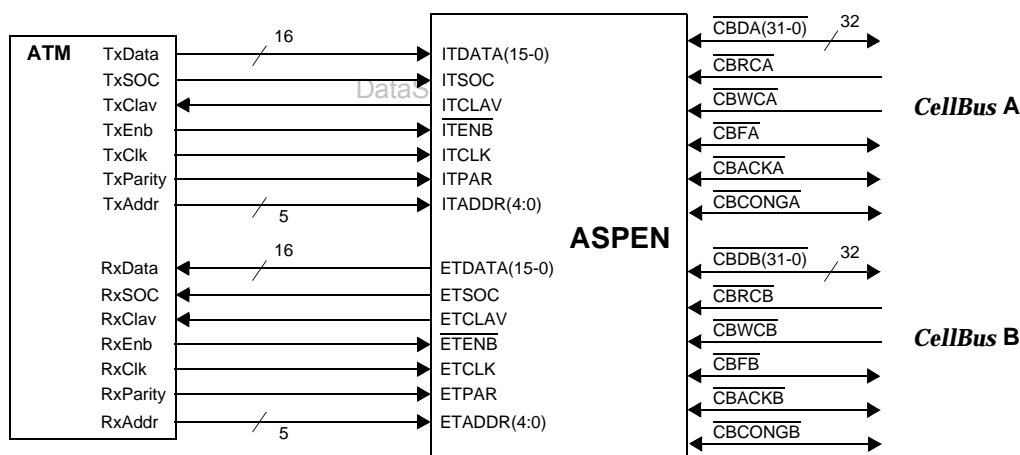 ATM
TxData
TxSOC
TxClav
TxEnb
TxClk
TxParity
TxAddr
RxData
RxSOC
RxClav
RxEnb
RxClk
RxParity
RxAddr
16
5
16
5
DataS
ITDATA(15-0)
ITSOC
ITCLAV
ITENB
ITCLK
ITPAR
ITADDR(4:0)
ETDATA(15-0)
ETSOC
ETCLAV
ETENB
ETCLK
ETPAR
ETADDR(4:0)
ASPEN
CBDA(31-0) 32
CBRCA
CBWCA
CBFA
CBACKA
CBCONGA
CellBus A
CBDB(31-0) 32
CBRCB
CBWCB
CBFB
CBACKB
CBCONGB
CellBus B